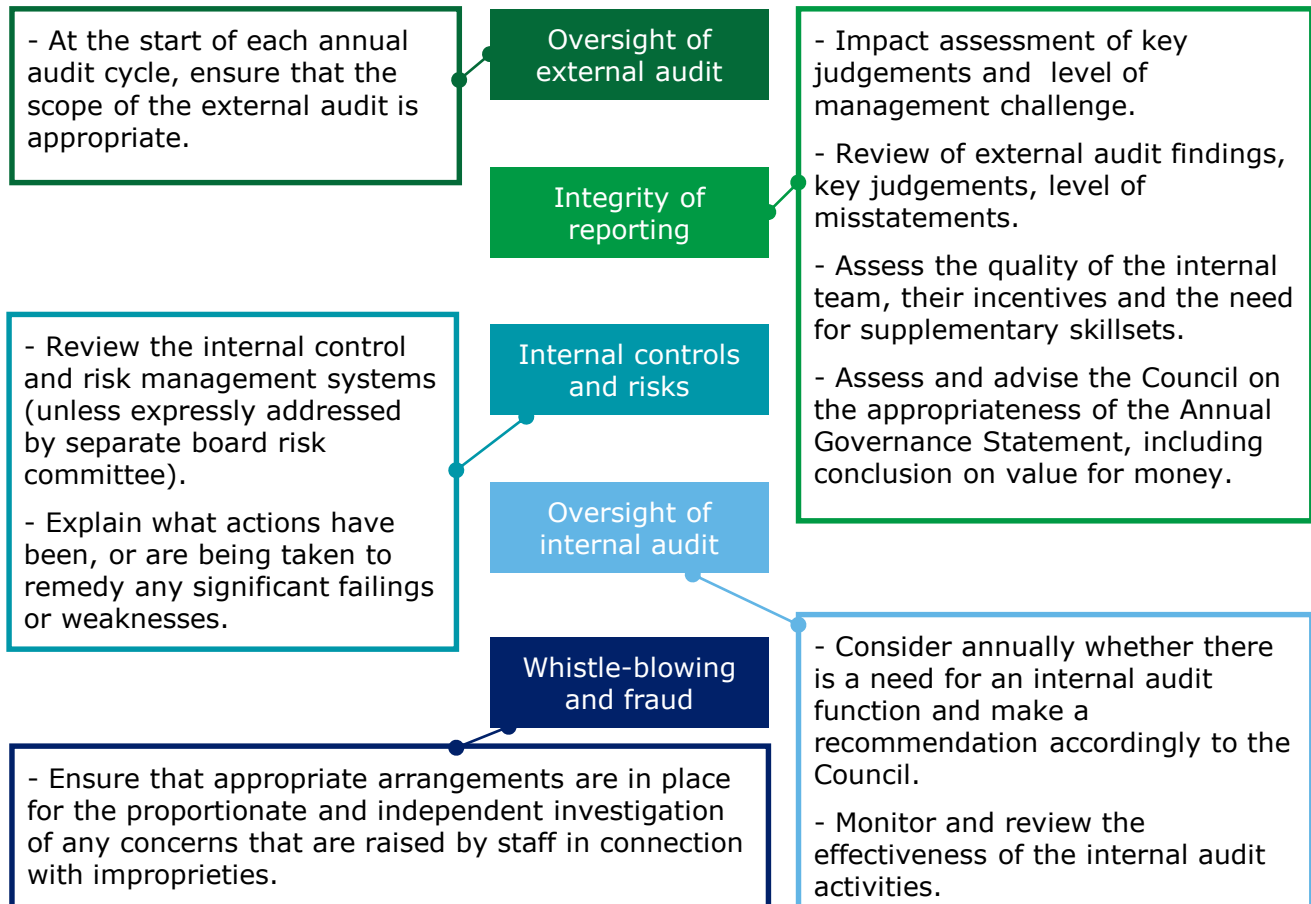 - At the start of each annual
audit cycle, ensure that the
scope of the external audit is
appropriate.
Oversight of
external audit
- Impact assessment of key
judgements and  level of
management challenge.
- Review of external audit findings,
key judgements, level of
misstatements.
- Assess the quality of the internal
team, their incentives and the need
for supplementary skillsets.
- Assess and advise the Council on
the appropriateness of the Annual
Governance Statement, including
conclusion on value for money.
Integrity of
reporting
- Review the internal control
and risk management systems
(unless expressly addressed
by separate board risk
committee).
- Explain what actions have
been, or are being taken to
remedy any significant failings
or weaknesses.
Internal controls
and risks
Oversight of
internal audit
- Consider annually whether there
is a need for an internal audit
function and make a
recommendation accordingly to the
Council.
- Monitor and review the
effectiveness of the internal audit
activities.
Whistle-blowing
and fraud
- Ensure that appropriate arrangements are in place
for the proportionate and independent investigation
of any concerns that are raised by staff in connection
with improprieties.